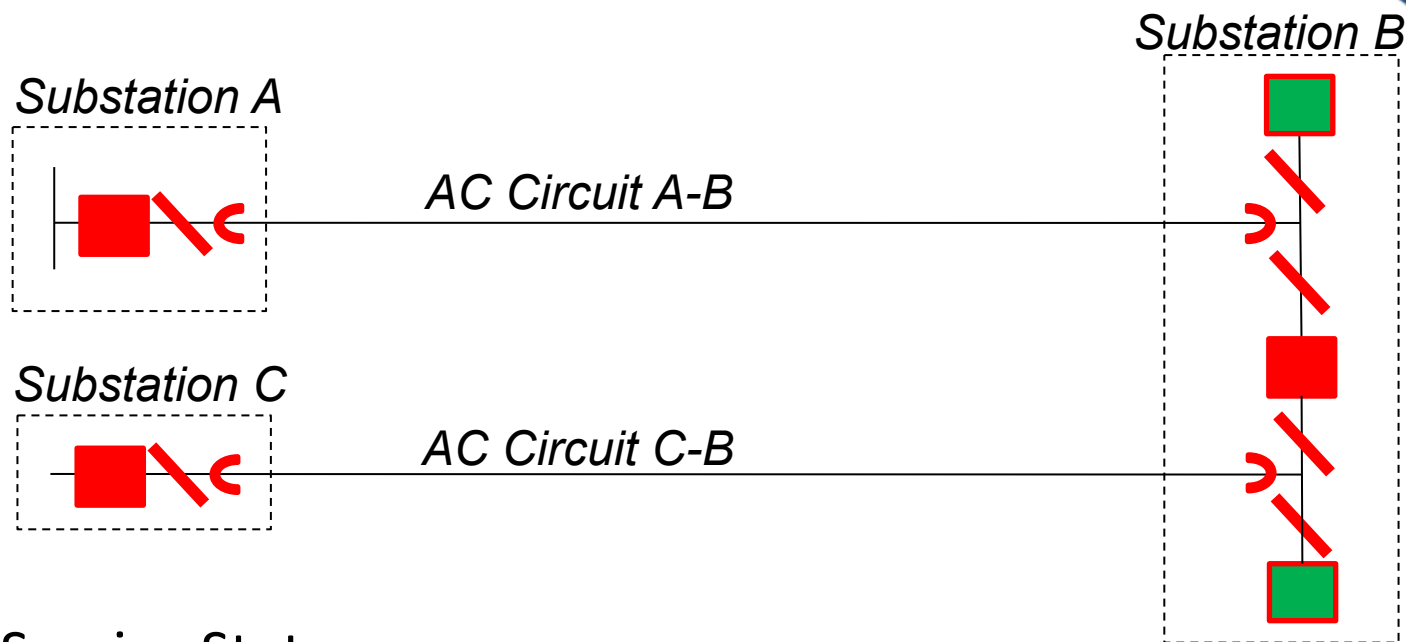 Substation B
Substation A
AC Circuit A-B
Substation C
AC Circuit C-B